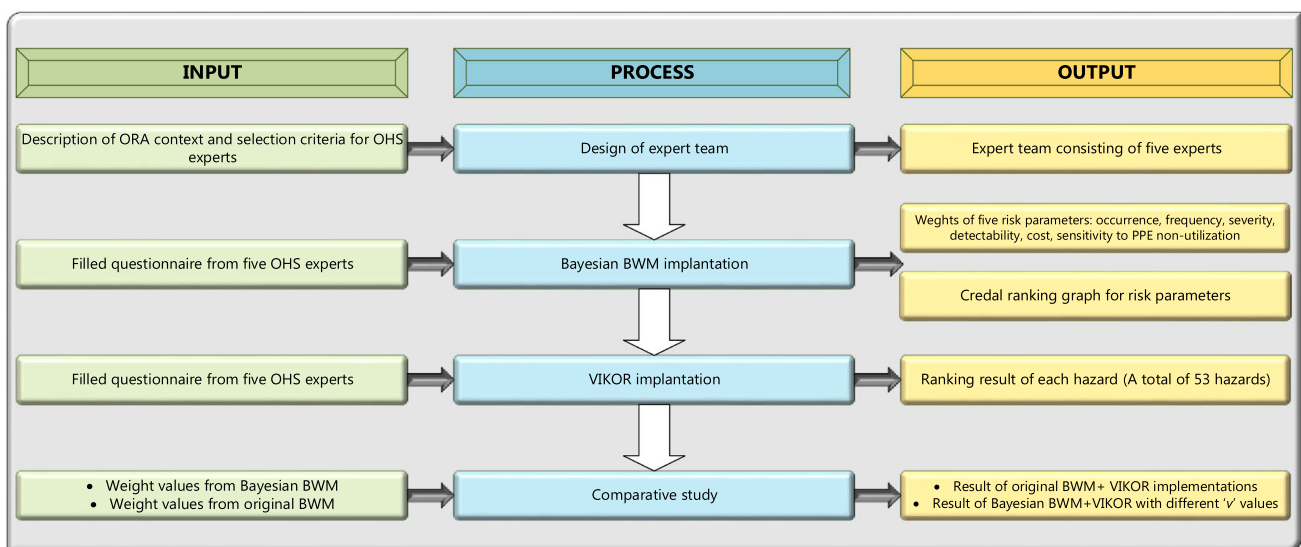 INPUT
PROCESS
OUTPUT
Description of ORA context and selection criteria for OHS
experts
Design of expert team
Expert team consisting of five experts
Filled questionnaire from five OHS experts
Bayesian BWM implantation
Weghts of five risk parameters: occurrence, frequency, severity,
detectability, cost, sensitivity to PPE non-utilization
Credal ranking graph for risk parameters
Filled questionnaire from five OHS experts
VIKOR implantation
Ranking result of each hazard (A total of 53 hazards)
• Weight values from Bayesian BWM
• Weight values from original BWM
Comparative study
• Result of original BWM+ VIKOR implementations
• Result of Bayesian BWM+VIKOR with different ‘v’ values